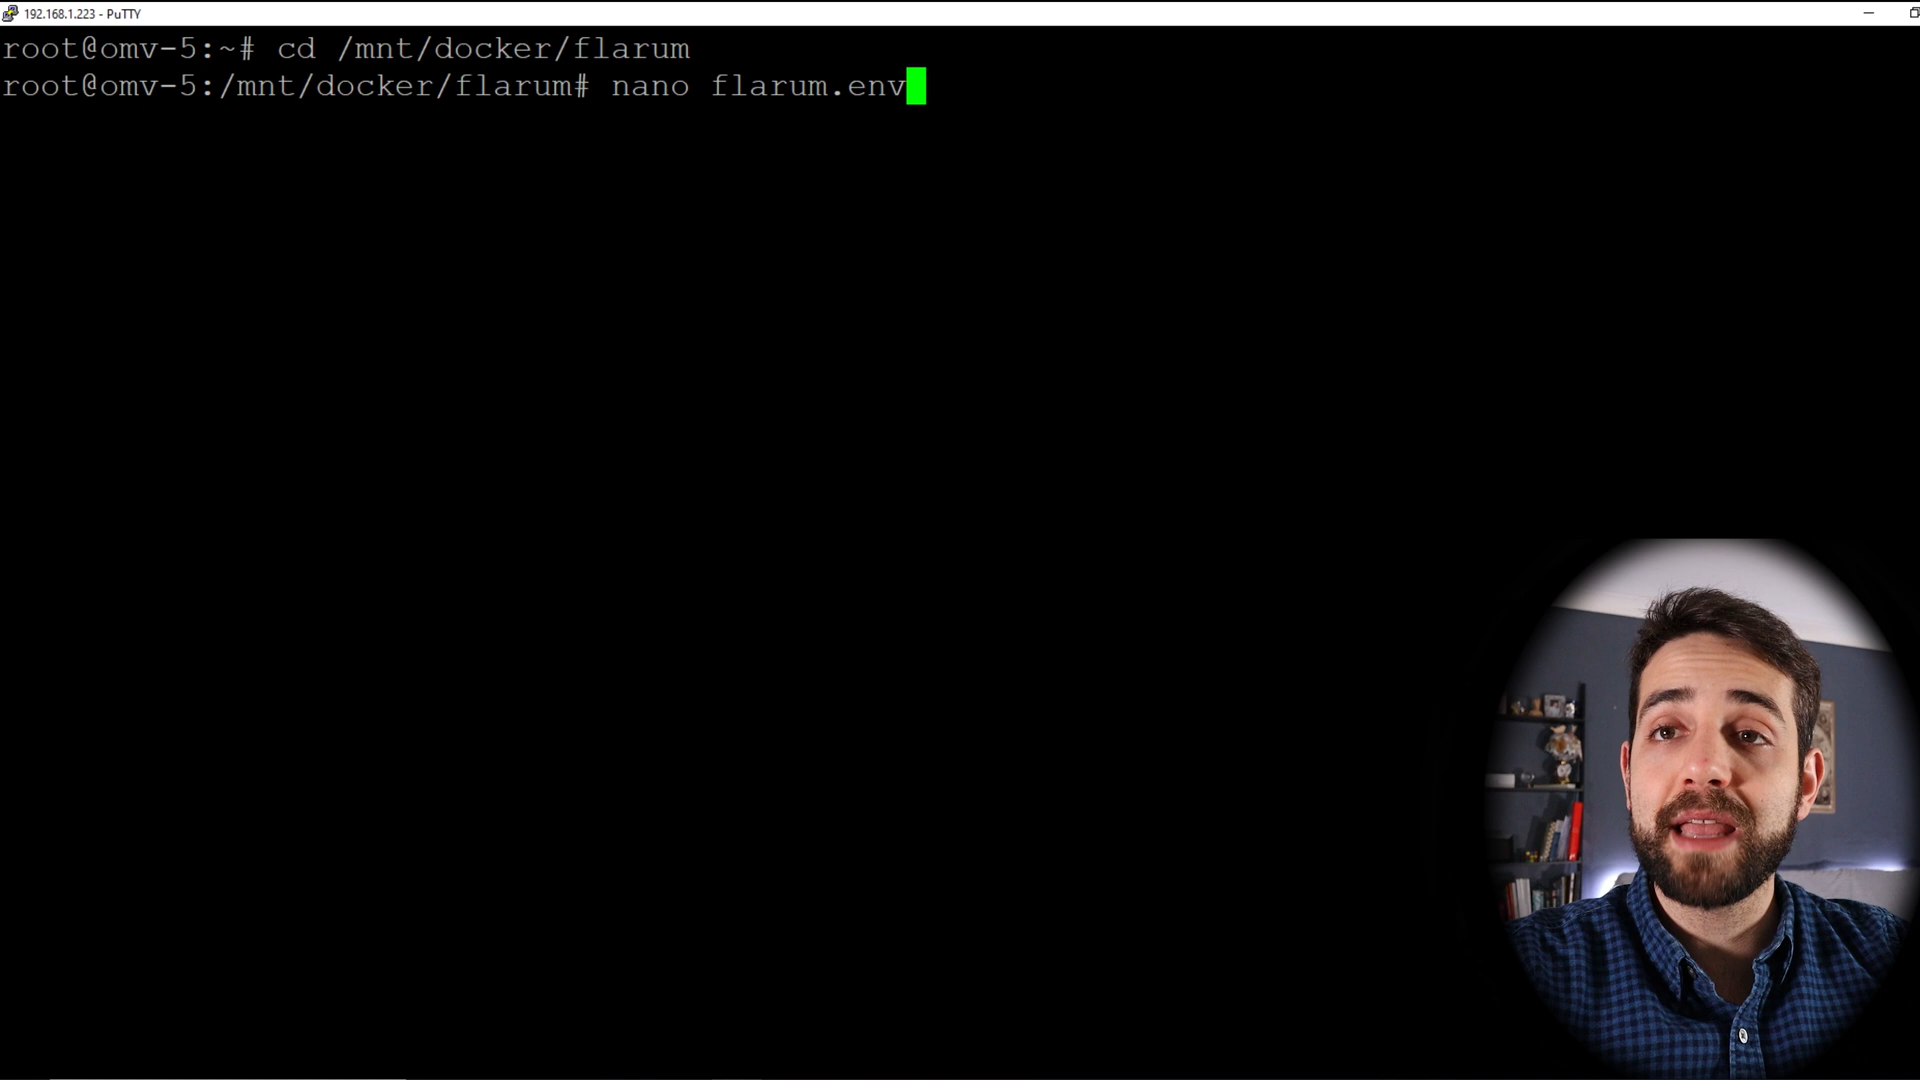 192.168.1.223 - PuTTY
root@omv-5:~# cd /mnt/docker/flarum
root@omv-5:/mnt/docker/flarum# nano flarum.env